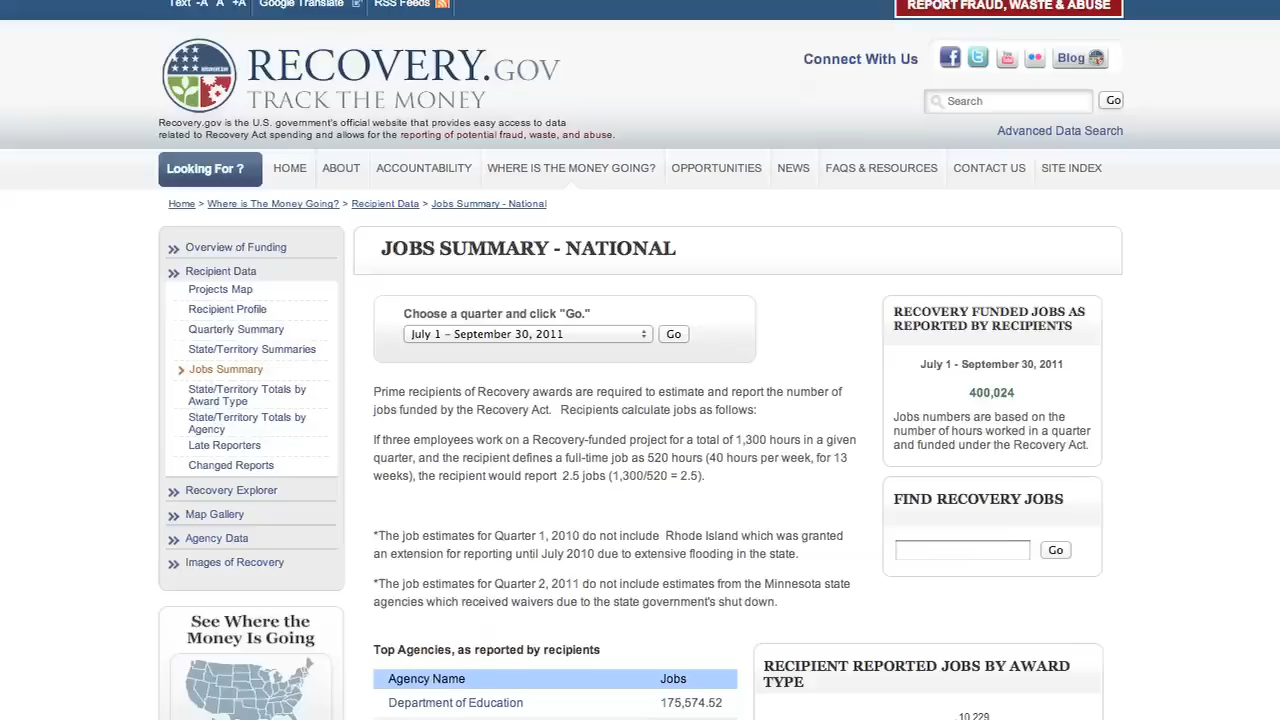 Text -A A +A Google Translate RSS Feeds
REPORT FRAUD, WASTE & ABUSE
RECOVERY.GOV
TRACK THE MONEY
Recovery.gov is the U.S. government's official website that provides easy access to data
related to Recovery Act spending and allows for the reporting of potential fraud, waste, and abuse.
Connect With Us
Blog
Search Go
Advanced Data Search
Looking For ? HOME ABOUT ACCOUNTABILITY WHERE IS THE MONEY GOING? OPPORTUNITIES NEWS FAQS & RESOURCES CONTACT US SITE INDEX
Home > Where is The Money Going? > Recipient Data > Jobs Summary - National
Overview of Funding
Recipient Data
Projects Map
Recipient Profile
Quarterly Summary
State/Territory Summaries
Jobs Summary
State/Territory Totals by
Award Type
State/Territory Totals by
Agency
Late Reporters
Changed Reports
Recovery Explorer
Map Gallery
Agency Data
Images of Recovery
See Where the
Money Is Going
JOBS SUMMARY - NATIONAL
Choose a quarter and click "Go."
July 1 - September 30, 2011 Go
Prime recipients of Recovery awards are required to estimate and report the number of
jobs funded by the Recovery Act. Recipients calculate jobs as follows:
If three employees work on a Recovery-funded project for a total of 1,300 hours in a given
quarter, and the recipient defines a full-time job as 520 hours (40 hours per week, for 13
weeks), the recipient would report 2.5 jobs (1,300/520 = 2.5).
*The job estimates for Quarter 1, 2010 do not include Rhode Island which was granted
an extension for reporting until July 2010 due to extensive flooding in the state.
*The job estimates for Quarter 2, 2011 do not include estimates from the Minnesota state
agencies which received waivers due to the state government's shut down.
Top Agencies, as reported by recipients
Agency Name Jobs
Department of Education 175,574.52
RECOVERY FUNDED JOBS AS
REPORTED BY RECIPIENTS
July 1 - September 30, 2011
400,024
Jobs numbers are based on the
number of hours worked in a quarter
and funded under the Recovery Act.
FIND RECOVERY JOBS
Go
RECIPIENT REPORTED JOBS BY AWARD
TYPE
10,229